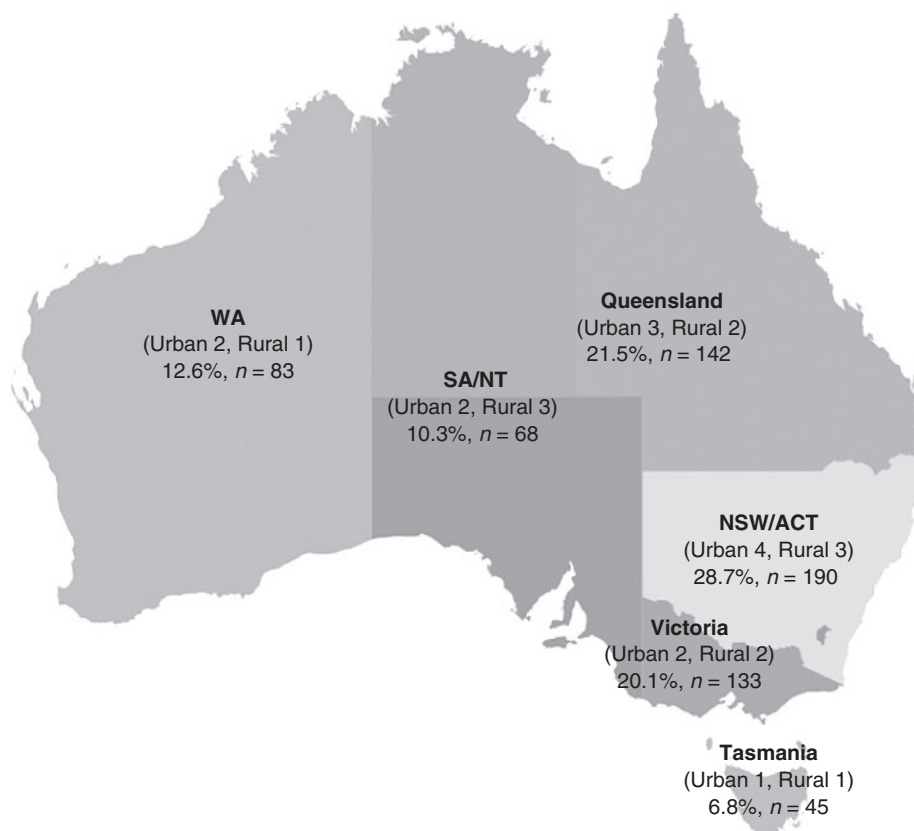 WA
(Urban 2, Rural 1)
12.6%, n = 83
Queensland
(Urban 3, Rural 2)
21.5%, n = 142
SA/NT
(Urban 2, Rural 3)
10.3%, n = 68
NSW/ACT
(Urban 4, Rural 3)
28.7%, n = 190
Victoria
(Urban 2, Rural 2)
20.1%, n = 133
Tasmania
(Urban 1, Rural 1)
6.8%, n = 45